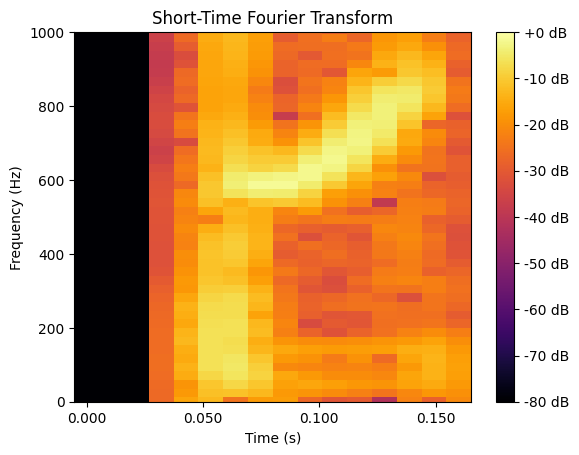 Short-Time Fourier Transform
1000
800
600
400
200
0
Frequency (Hz)
0.000
0.050
0.100
0.150
Time (s)
+0 dB
-10 dB
-20 dB
-30 dB
-40 dB
-50 dB
-60 dB
-70 dB
-80 dB